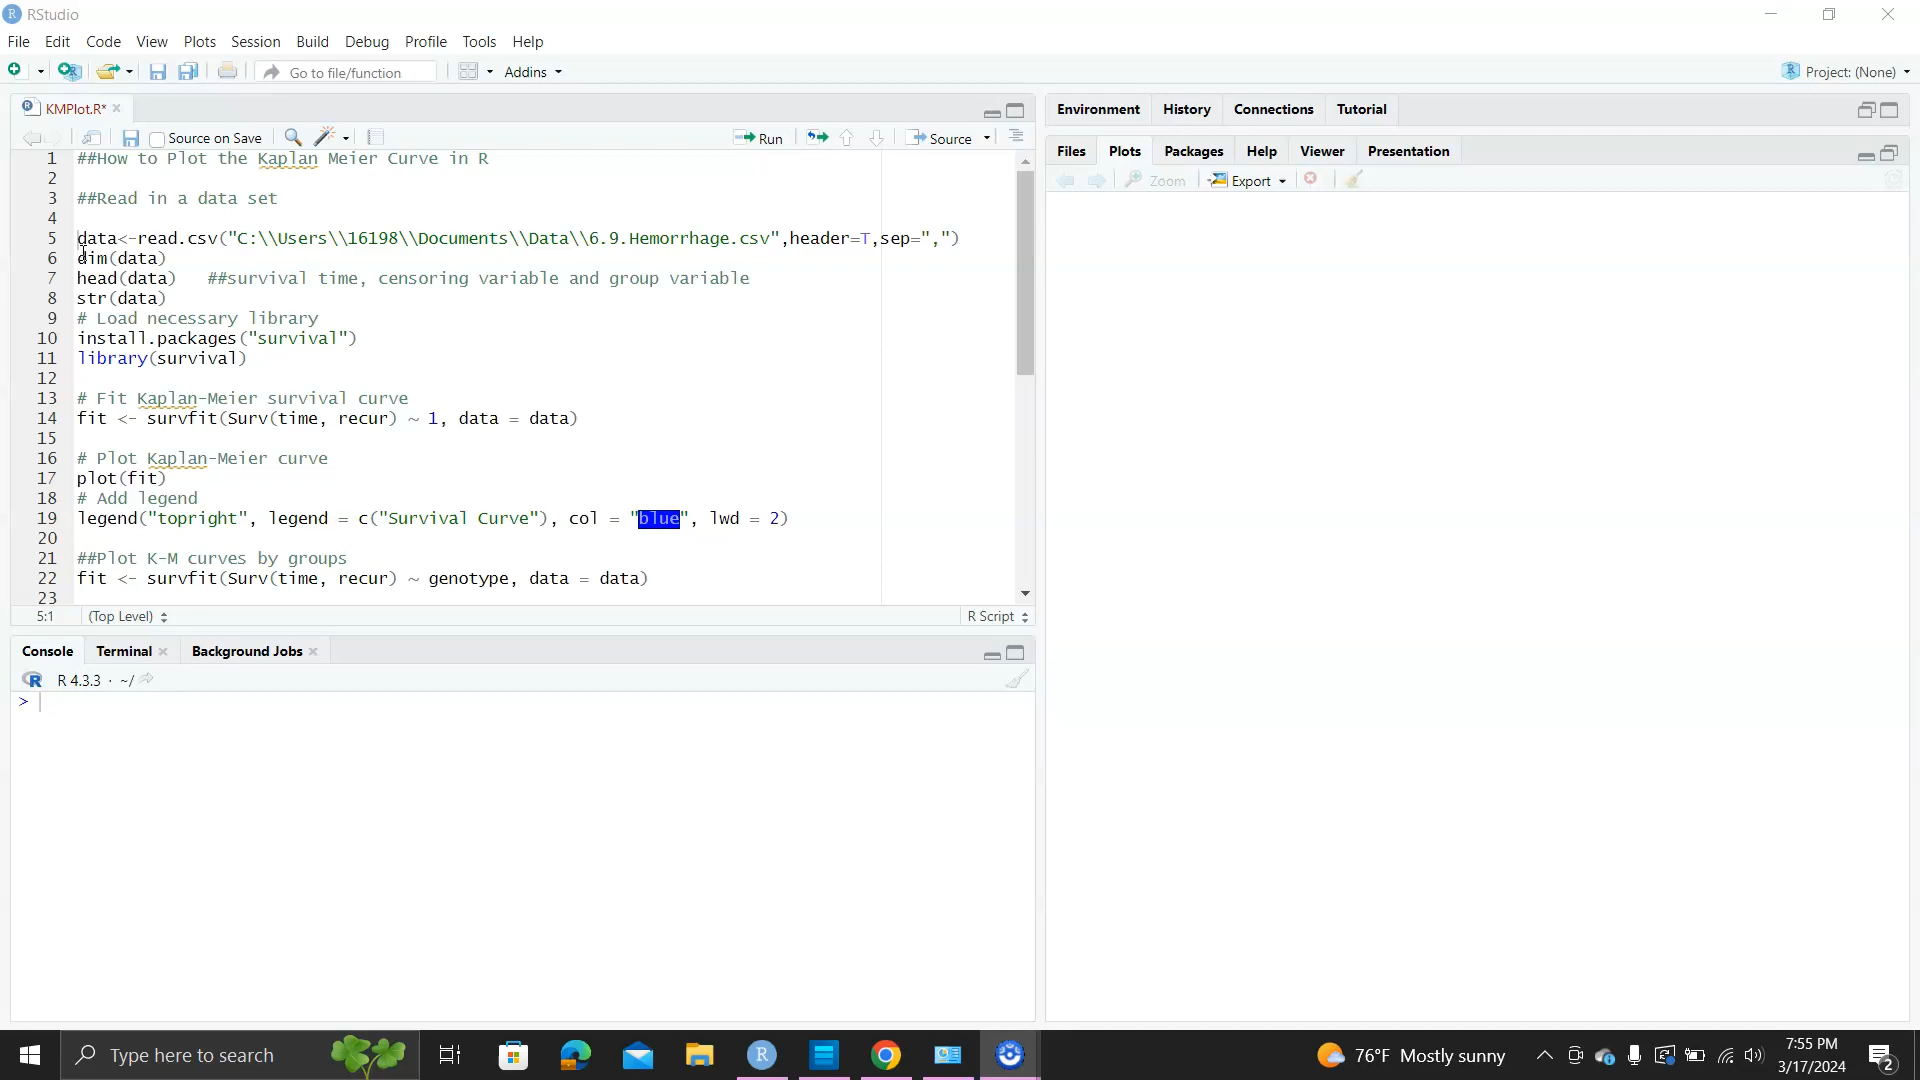 RStudio
File Edit Code View Plots Session Build Debug Profile Tools Help
Go to file/function Addins Project: (None)
KMPlot.R*
Source on Save Run Source
1 ##How to Plot the Kaplan Meier Curve in R
2
3 ##Read in a data set
4
5 data<-read.csv("C:\\Users\\16198\\Documents\\Data\\6.9.Hemorrhage.csv",header=T,sep=",")
6 dim(data)
7 head(data) ##survival time, censoring variable and group variable
8 str(data)
9 # Load necessary library
10 install.packages("survival")
11 library(survival)
12
13 # Fit Kaplan-Meier survival curve
14 fit <- survfit(Surv(time, recur) ~ 1, data = data)
15
16 # Plot Kaplan-Meier curve
17 plot(fit)
18 # Add legend
19 legend("topright", legend = c("Survival Curve"), col = "blue", lwd = 2)
20
21 ##Plot K-M curves by groups
22 fit <- survfit(Surv(time, recur) ~ genotype, data = data)
23
5:1 (Top Level) R Script
Console Terminal Background Jobs
R 4.3.3 · ~/
>
Environment History Connections Tutorial
Files Plots Packages Help Viewer Presentation
Zoom Export
Type here to search
76°F Mostly sunny
7:55 PM
3/17/2024
2